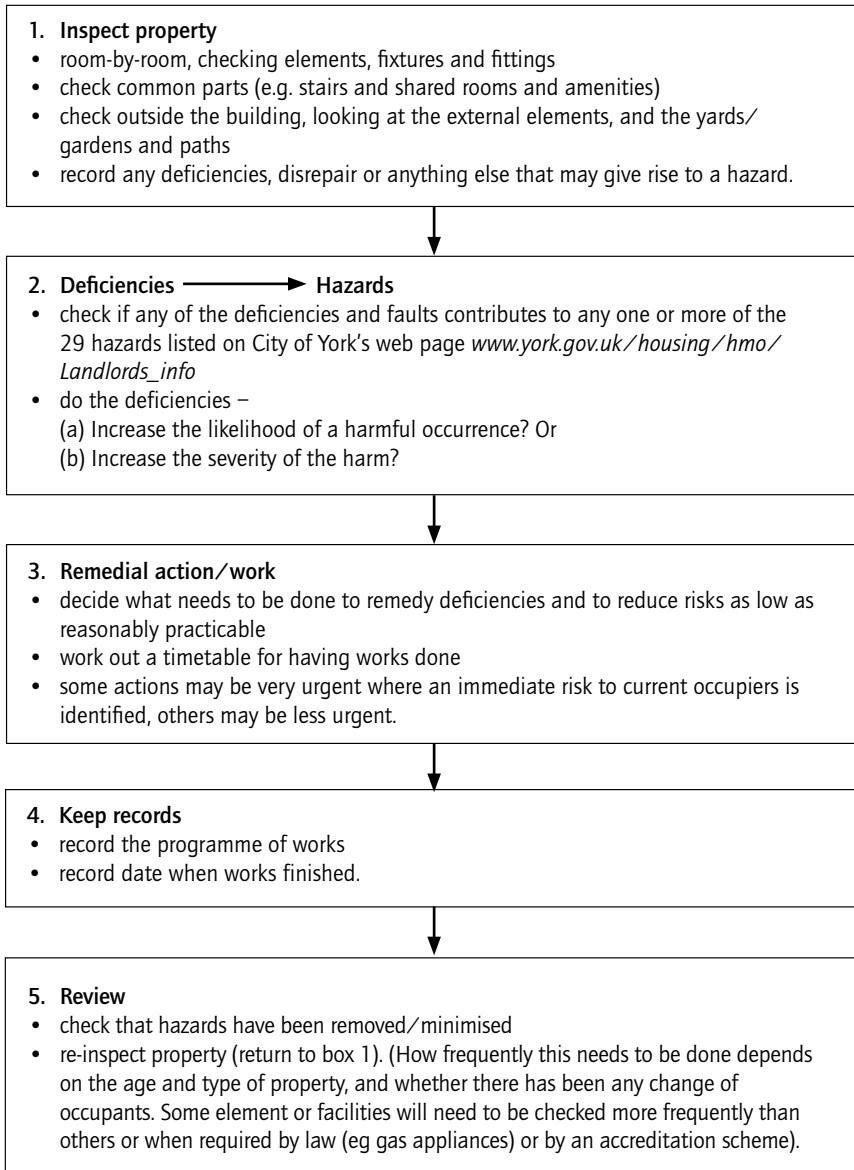 1. Inspect property
• room-by-room, checking elements, fixtures and fittings
• check common parts (e.g. stairs and shared rooms and amenities)
• check outside the building, looking at the external elements, and the yards/
gardens and paths
• record any deficiencies, disrepair or anything else that may give rise to a hazard.
2. Deficiencies Hazards
• check if any of the deficiencies and faults contributes to any one or more of the
29 hazards listed on City of York's web page www.york.gov.uk/housing/hmo/
Landlords_info
• do the deficiencies –
(a) Increase the likelihood of a harmful occurrence? Or
(b) Increase the severity of the harm?
3. Remedial action/work
• decide what needs to be done to remedy deficiencies and to reduce risks as low as
reasonably practicable
• work out a timetable for having works done
• some actions may be very urgent where an immediate risk to current occupiers is
identified, others may be less urgent.
4. Keep records
• record the programme of works
• record date when works finished.
5. Review
• check that hazards have been removed/minimised
• re-inspect property (return to box 1). (How frequently this needs to be done depends
on the age and type of property, and whether there has been any change of
occupants. Some element or facilities will need to be checked more frequently than
others or when required by law (eg gas appliances) or by an accreditation scheme).